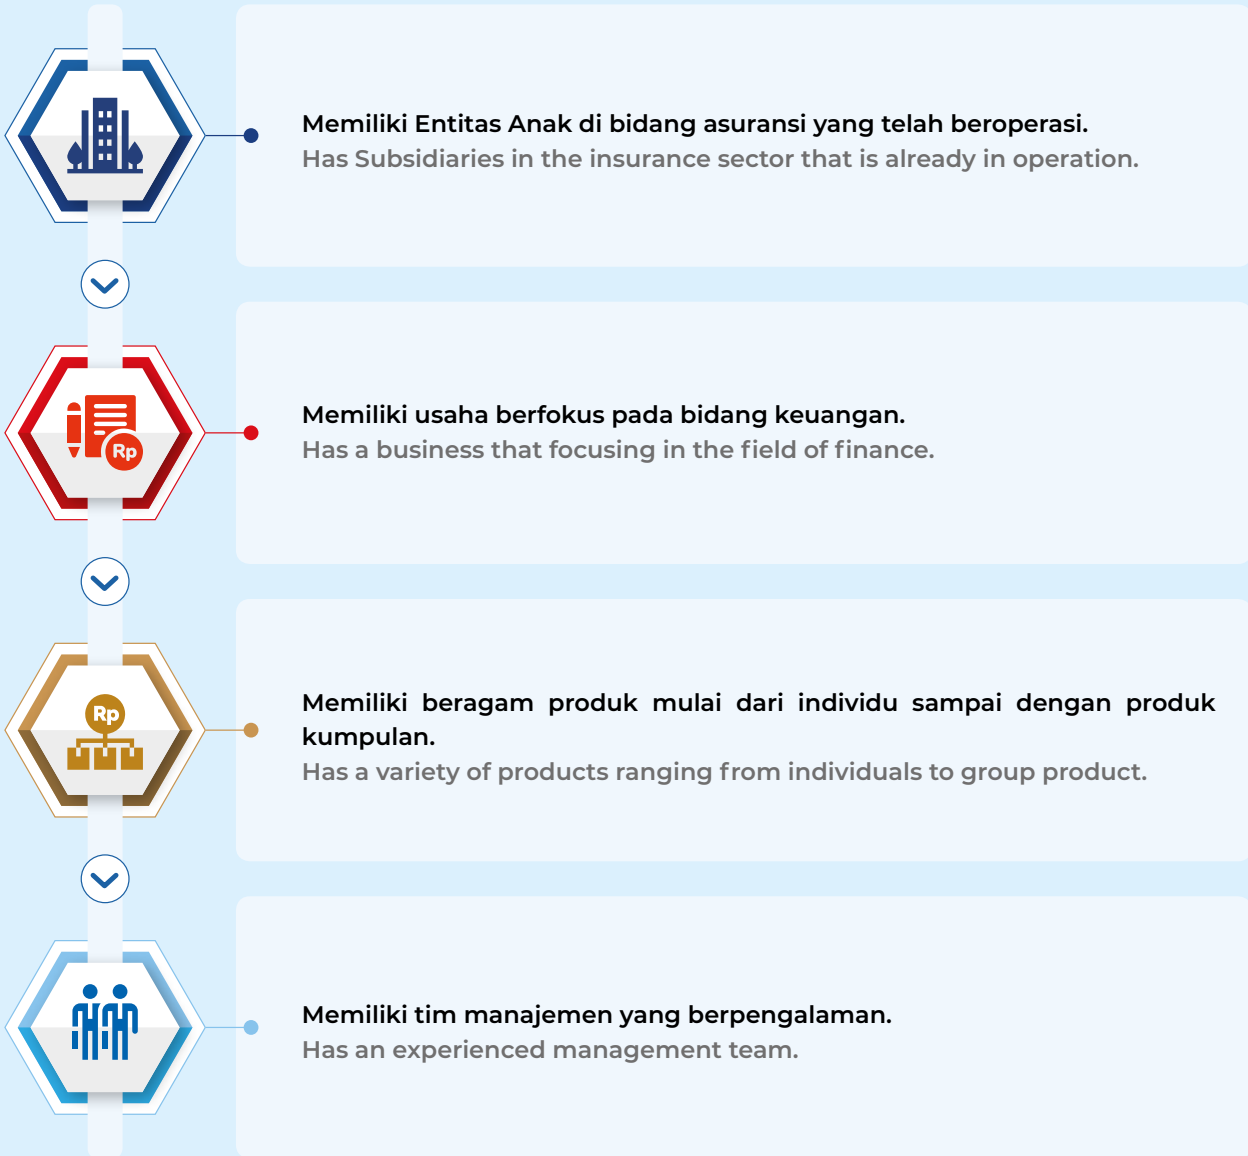 Memiliki Entitas Anak di bidang asuransi yang telah beroperasi.
Has Subsidiaries in the insurance sector that is already in operation.
Rp
Memiliki usaha berfokus pada bidang keuangan.
Has a business that focusing in the field of finance.
Rp
Memiliki beragam produk mulai dari individu sampai dengan produk
kumpulan.
Has a variety of products ranging from individuals to group product.
Memiliki tim manajemen yang berpengalaman.
Has an experienced management team.